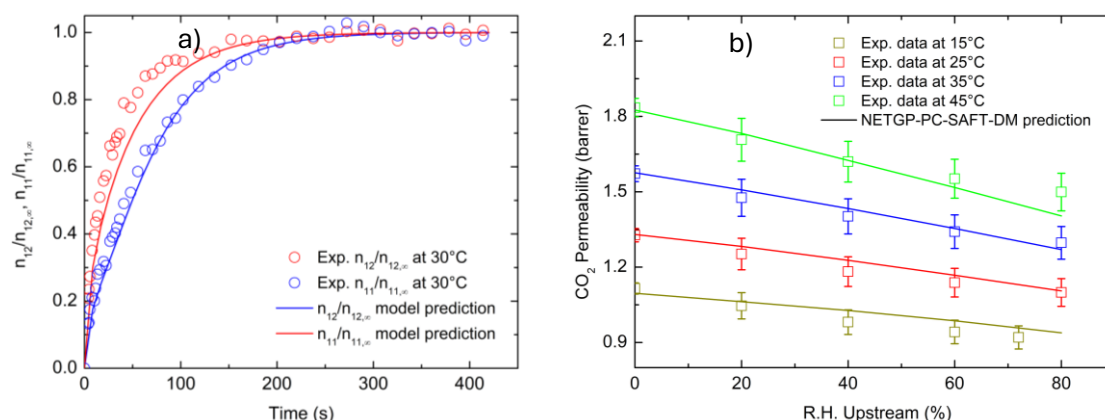 a)
1.0
0.8
0.6
0.4
0.2
0.0
n12/n12,∞, n11/n11,∞
Exp. n12/n12,∞ at 30°C
Exp. n11/n11,∞ at 30°C
n12/n12,∞ model prediction
n11/n11,∞ model prediction
0 100 200 300 400 500
Time (s)
b)
2.1
1.8
1.5
1.2
0.9
CO2 Permeability (barrer)
Exp. data at 15°C
Exp. data at 25°C
Exp. data at 35°C
Exp. data at 45°C
NETGP-PC-SAFT-DM prediction
0 20 40 60 80
R.H. Upstream (%)